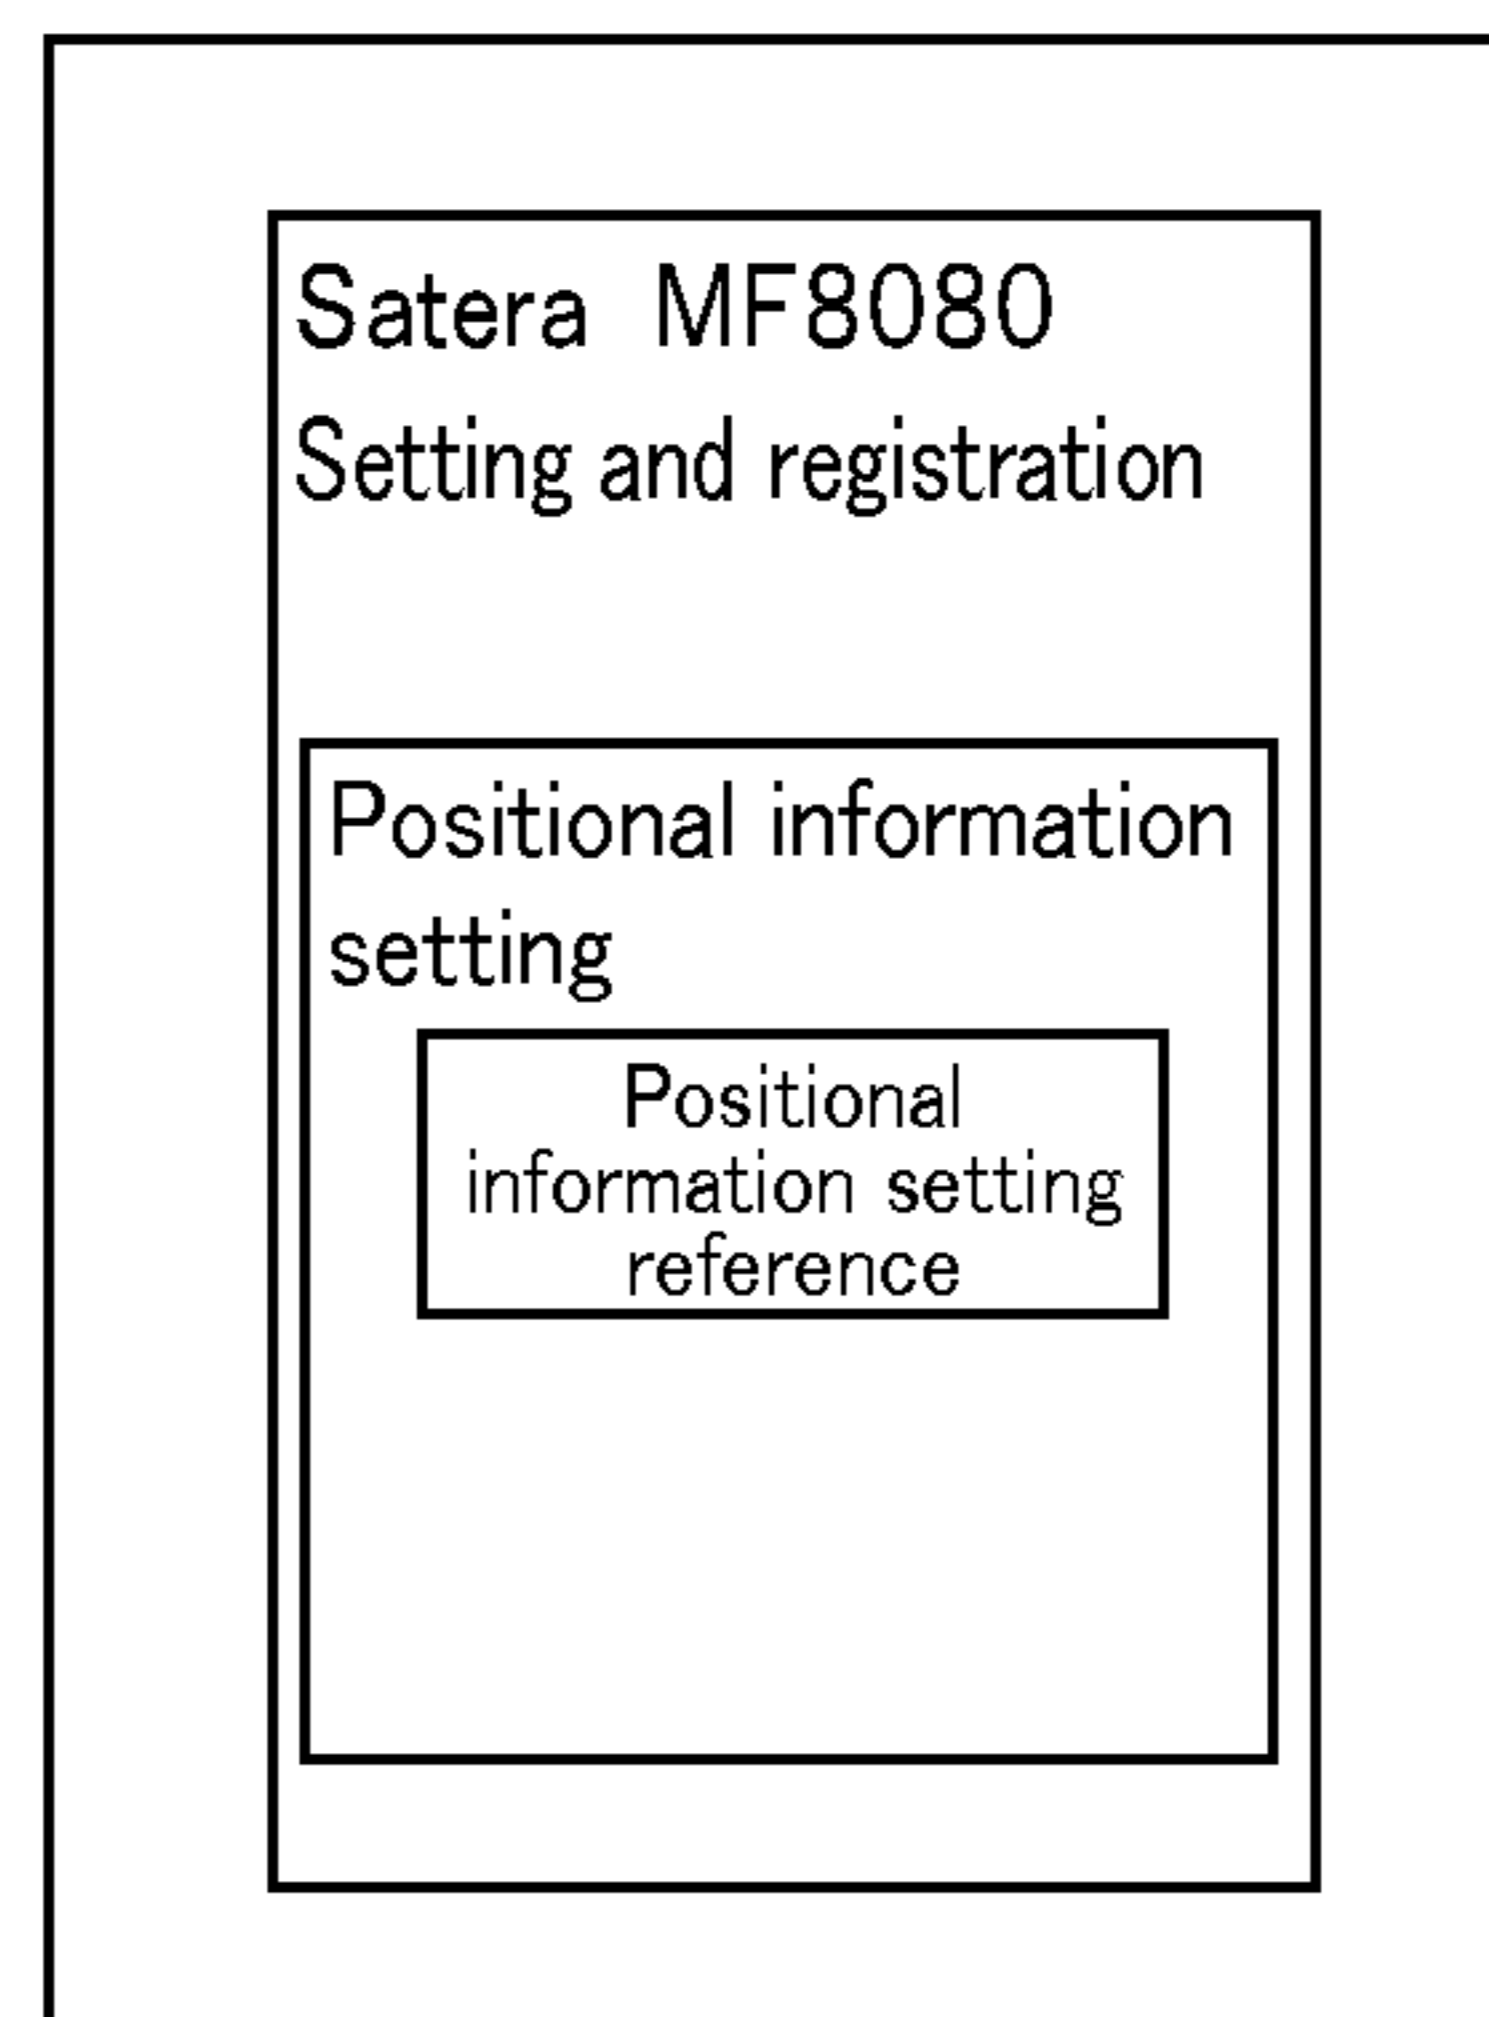 Satera MF8080
Setting and registration
Positional information
setting
Positional
information setting
reference